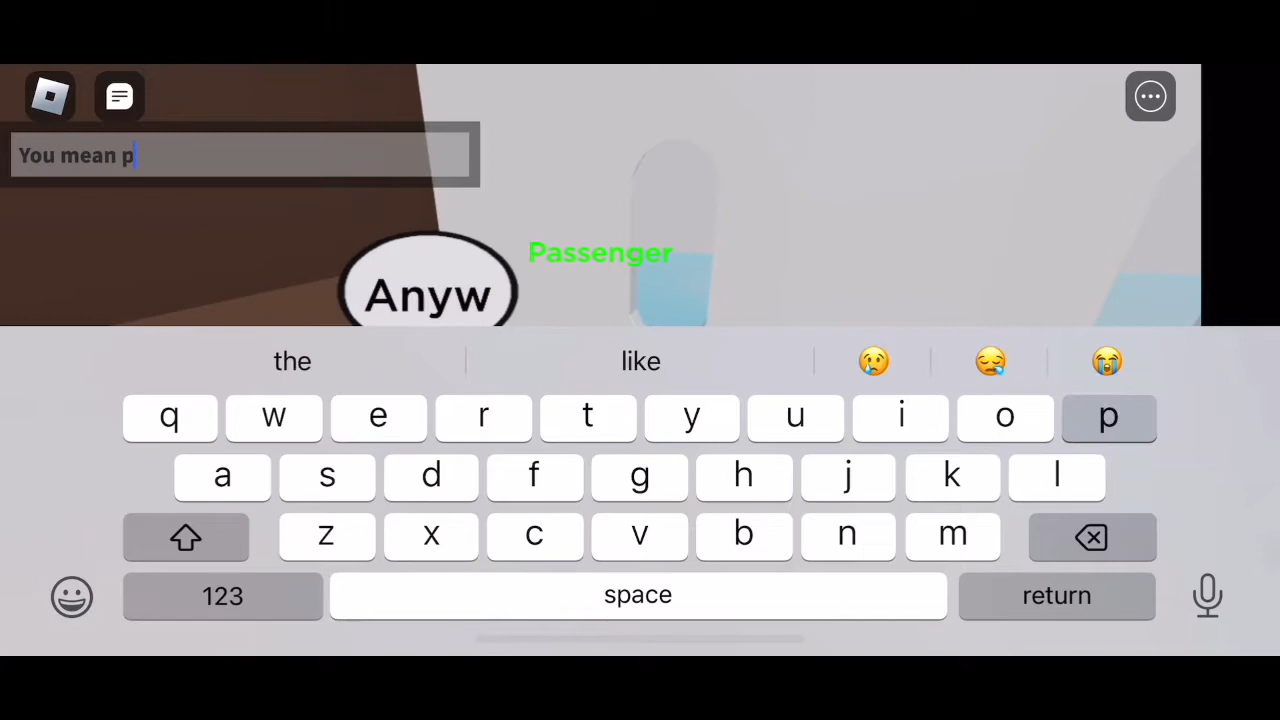 You mean p
Passenger
Anyw
the like
q w e r t y u i o p
a s d f g h j k l
z x c v b n m
123 space return